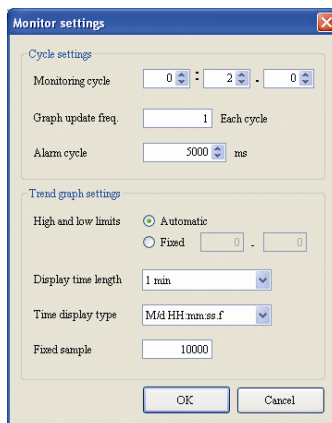 Monitor settings
Cycle settings
Monitoring cycle 0 : 2 . 0
Graph update freq. 1 Each cycle
Alarm cycle 5000 ms
Trend graph settings
High and low limits Automatic
Fixed 0 - 0
Display time length 1 min
Time display type M/d HH:mm:ss.f
Fixed sample 10000
OK Cancel